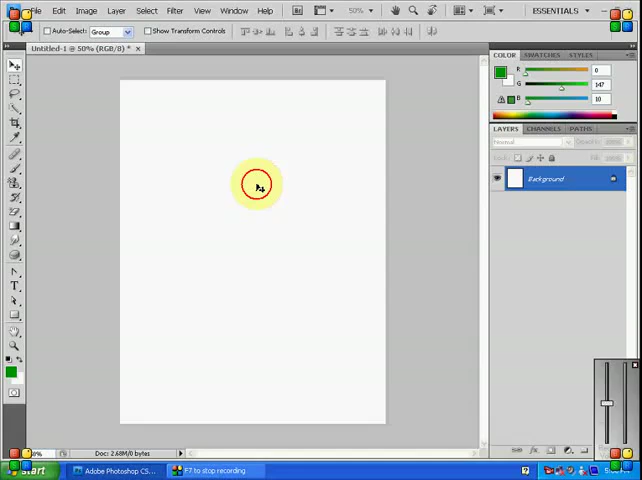 File Edit Image Layer Select Filter View Window Help 50% ESSENTIALS
Auto-Select: Group Show Transform Controls
Untitled-1 @ 50% (RGB/8) *
COLOR SWATCHES STYLES
R 0
G 147
B 10
LAYERS CHANNELS PATHS
Normal Opacity:
Lock: Fill:
Background
Doc: 2.68M/0 bytes
start Adobe Photoshop CS... F7 to stop recording